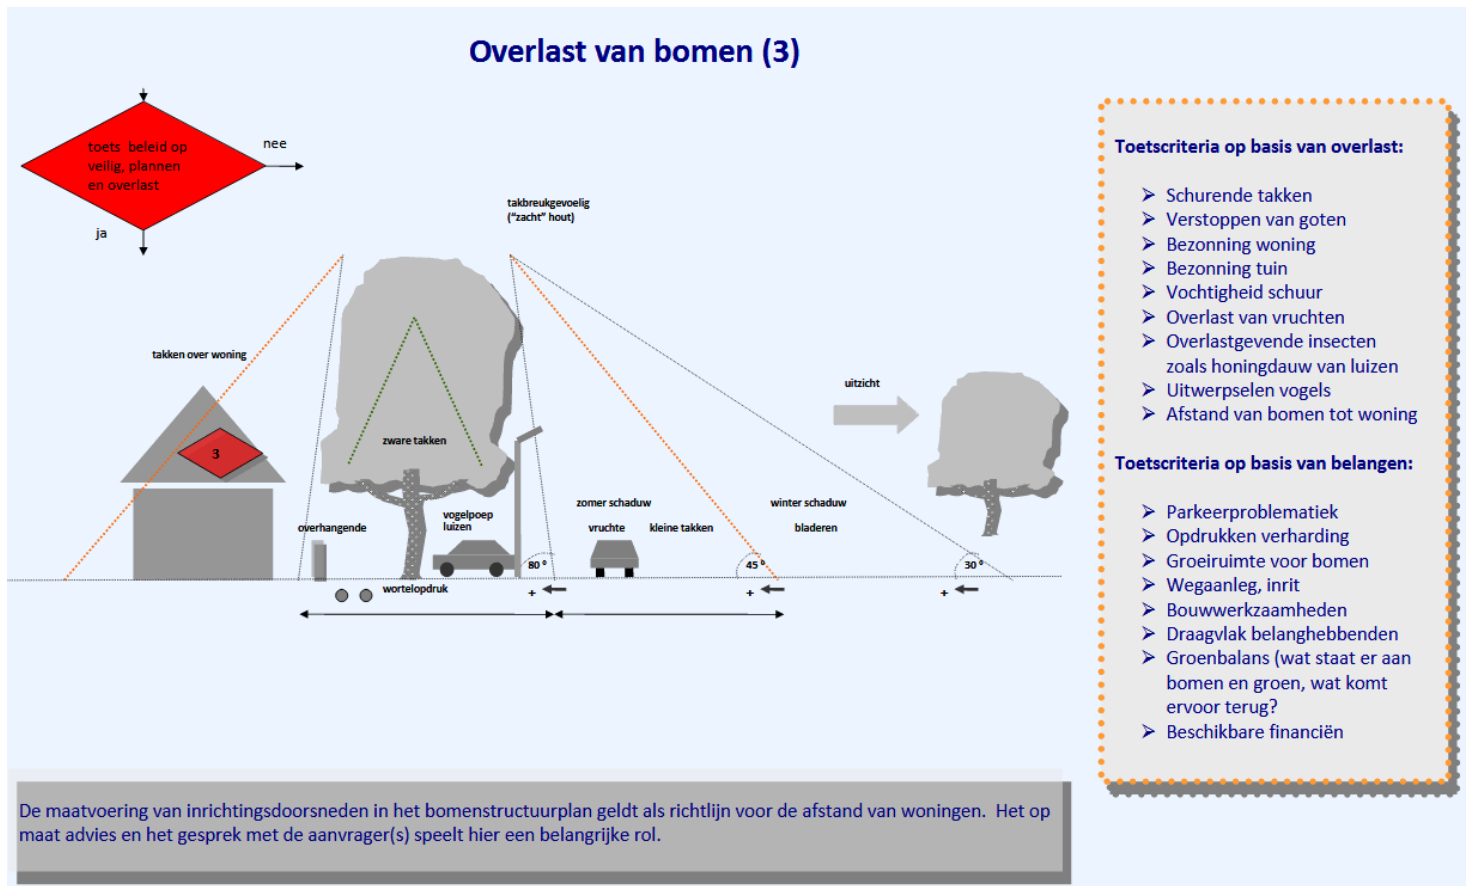 Overlast van bomen (3)
toets beleid op
veilig, plannen
en overlast
nee
ja
takbreukgevoelig
("zacht" hout)
takken over woning
3
zware takken
uitzicht
overhangende
vogelpoep
luizen
zomer schaduw
vruchte
kleine takken
winter schaduw
bladeren
80 º
45 º
30 º
wortelopdruk
+
+
+
Toetscriteria op basis van overlast:
➢ Schurende takken
➢ Verstoppen van goten
➢ Bezonning woning
➢ Bezonning tuin
➢ Vochtigheid schuur
➢ Overlast van vruchten
➢ Overlastgevende insecten
zoals honingdauw van luizen
➢ Uitwerpselen vogels
➢ Afstand van bomen tot woning
Toetscriteria op basis van belangen:
➢ Parkeerproblematiek
➢ Opdrukken verharding
➢ Groeiruimte voor bomen
➢ Wegaanleg, inrit
➢ Bouwwerkzaamheden
➢ Draagvlak belanghebbenden
➢ Groenbalans (wat staat er aan
bomen en groen, wat komt
ervoor terug?
➢ Beschikbare financiën
De maatvoering van inrichtingsdoorsneden in het bomenstructuurplan geldt als richtlijn voor de afstand van woningen. Het op
maat advies en het gesprek met de aanvrager(s) speelt hier een belangrijke rol.